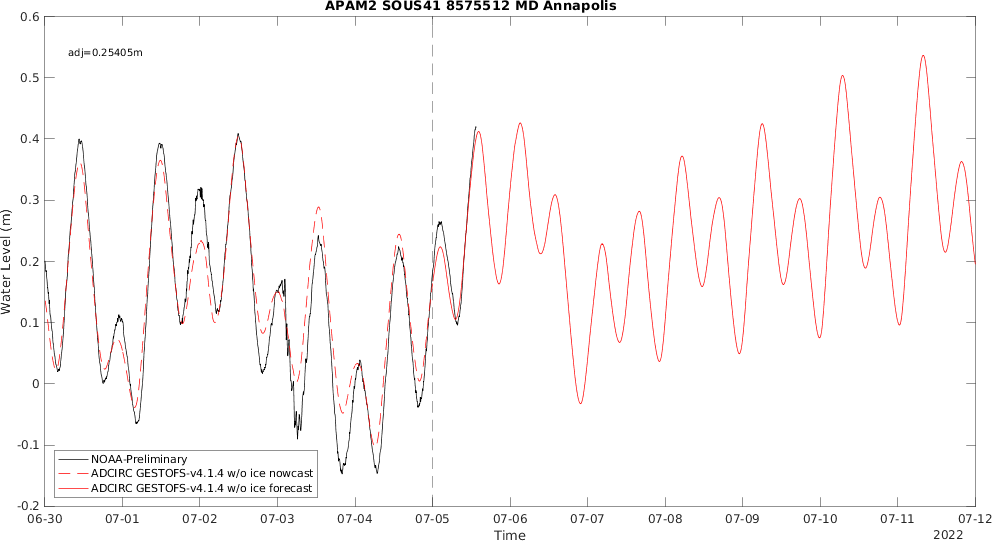 APAM2 SOUS41 8575512 MD Annapolis
adj=0.25405m
Water Level (m)
0.6
0.5
0.4
0.3
0.2
0.1
0
-0.1
-0.2
NOAA-Preliminary
ADCIRC GESTOFS-v4.1.4 w/o ice nowcast
ADCIRC GESTOFS-v4.1.4 w/o ice forecast
06-30 07-01 07-02 07-03 07-04 07-05 07-06 07-07 07-08 07-09 07-10 07-11 07-12
Time
2022